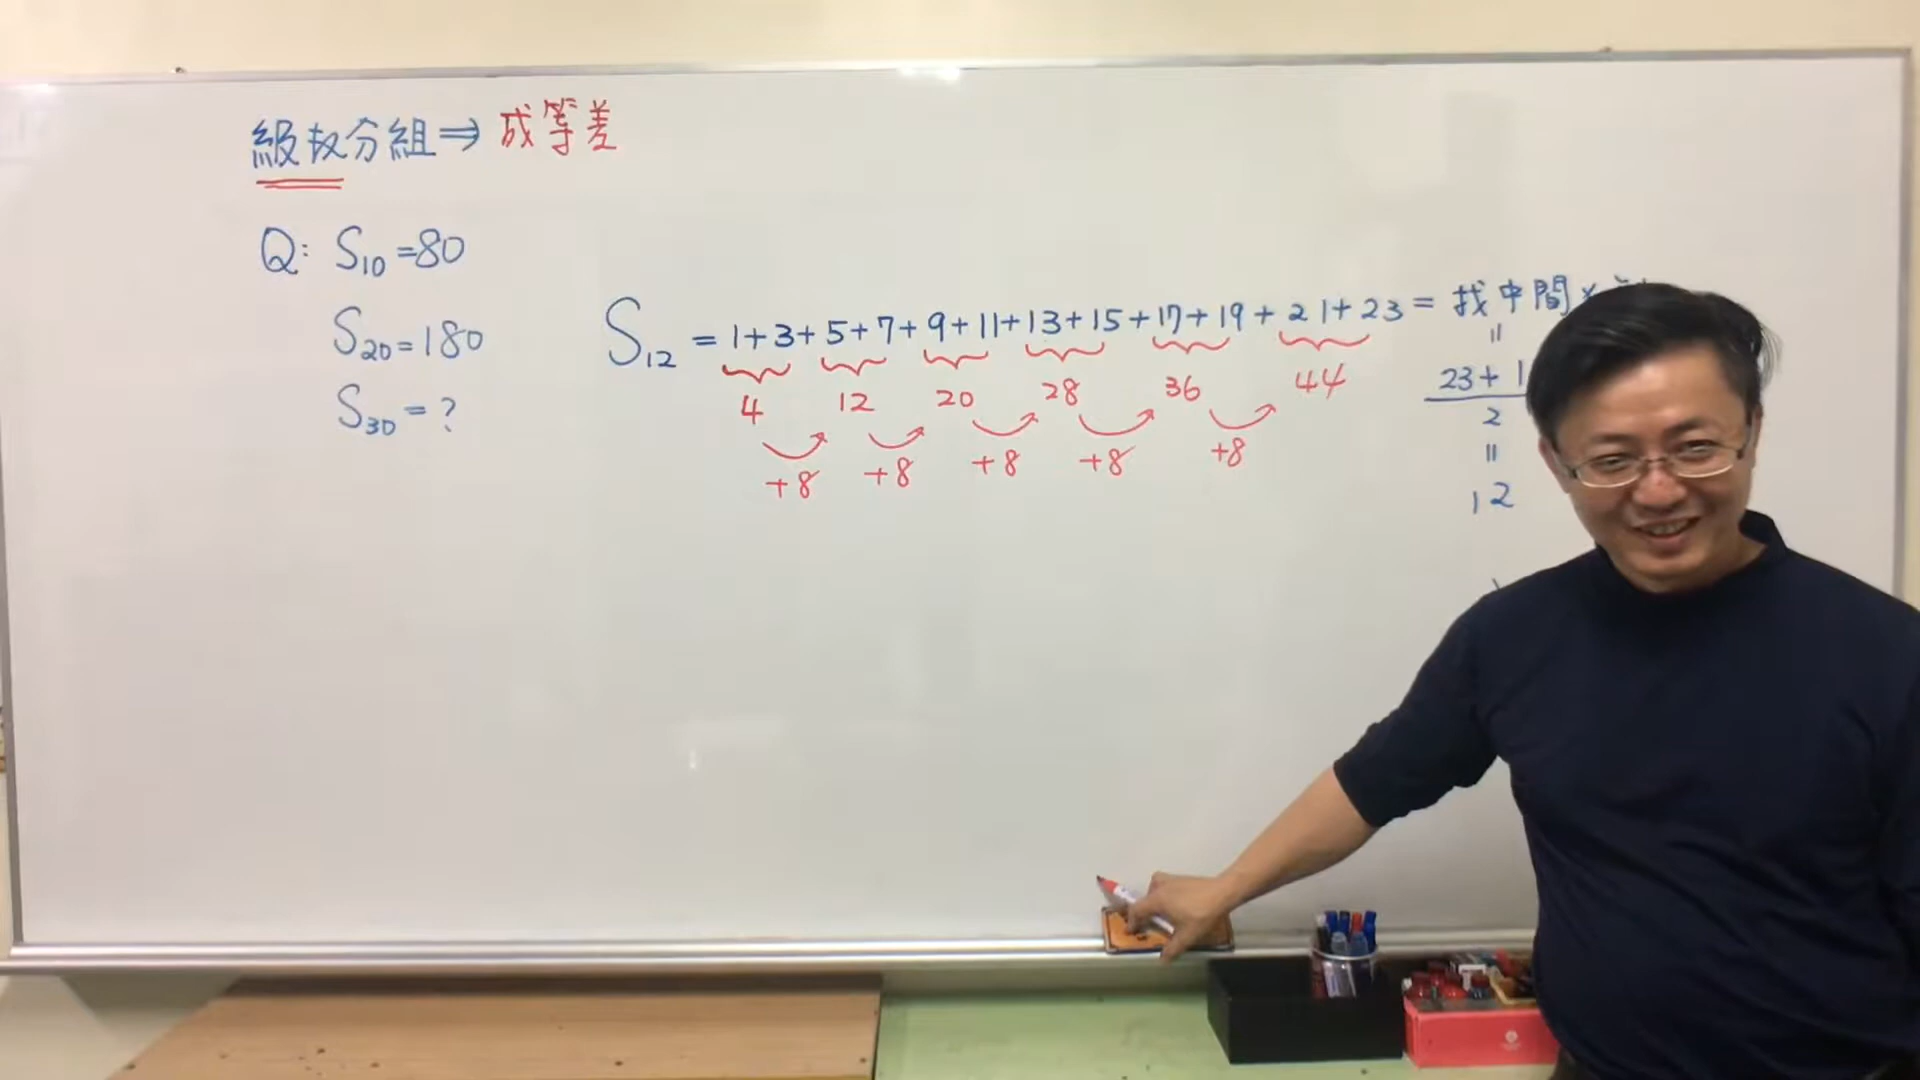 級数分組⇒成等差
Q: S₁₀=80
S₂₀=180
S₃₀=?
S₁₂ = 1+3+5+7+9+11+13+15+17+19+21+23 = 找中間×
4 12 20 28 36 44
+8 +8 +8 +8 +8
=
23+1
2
=
12